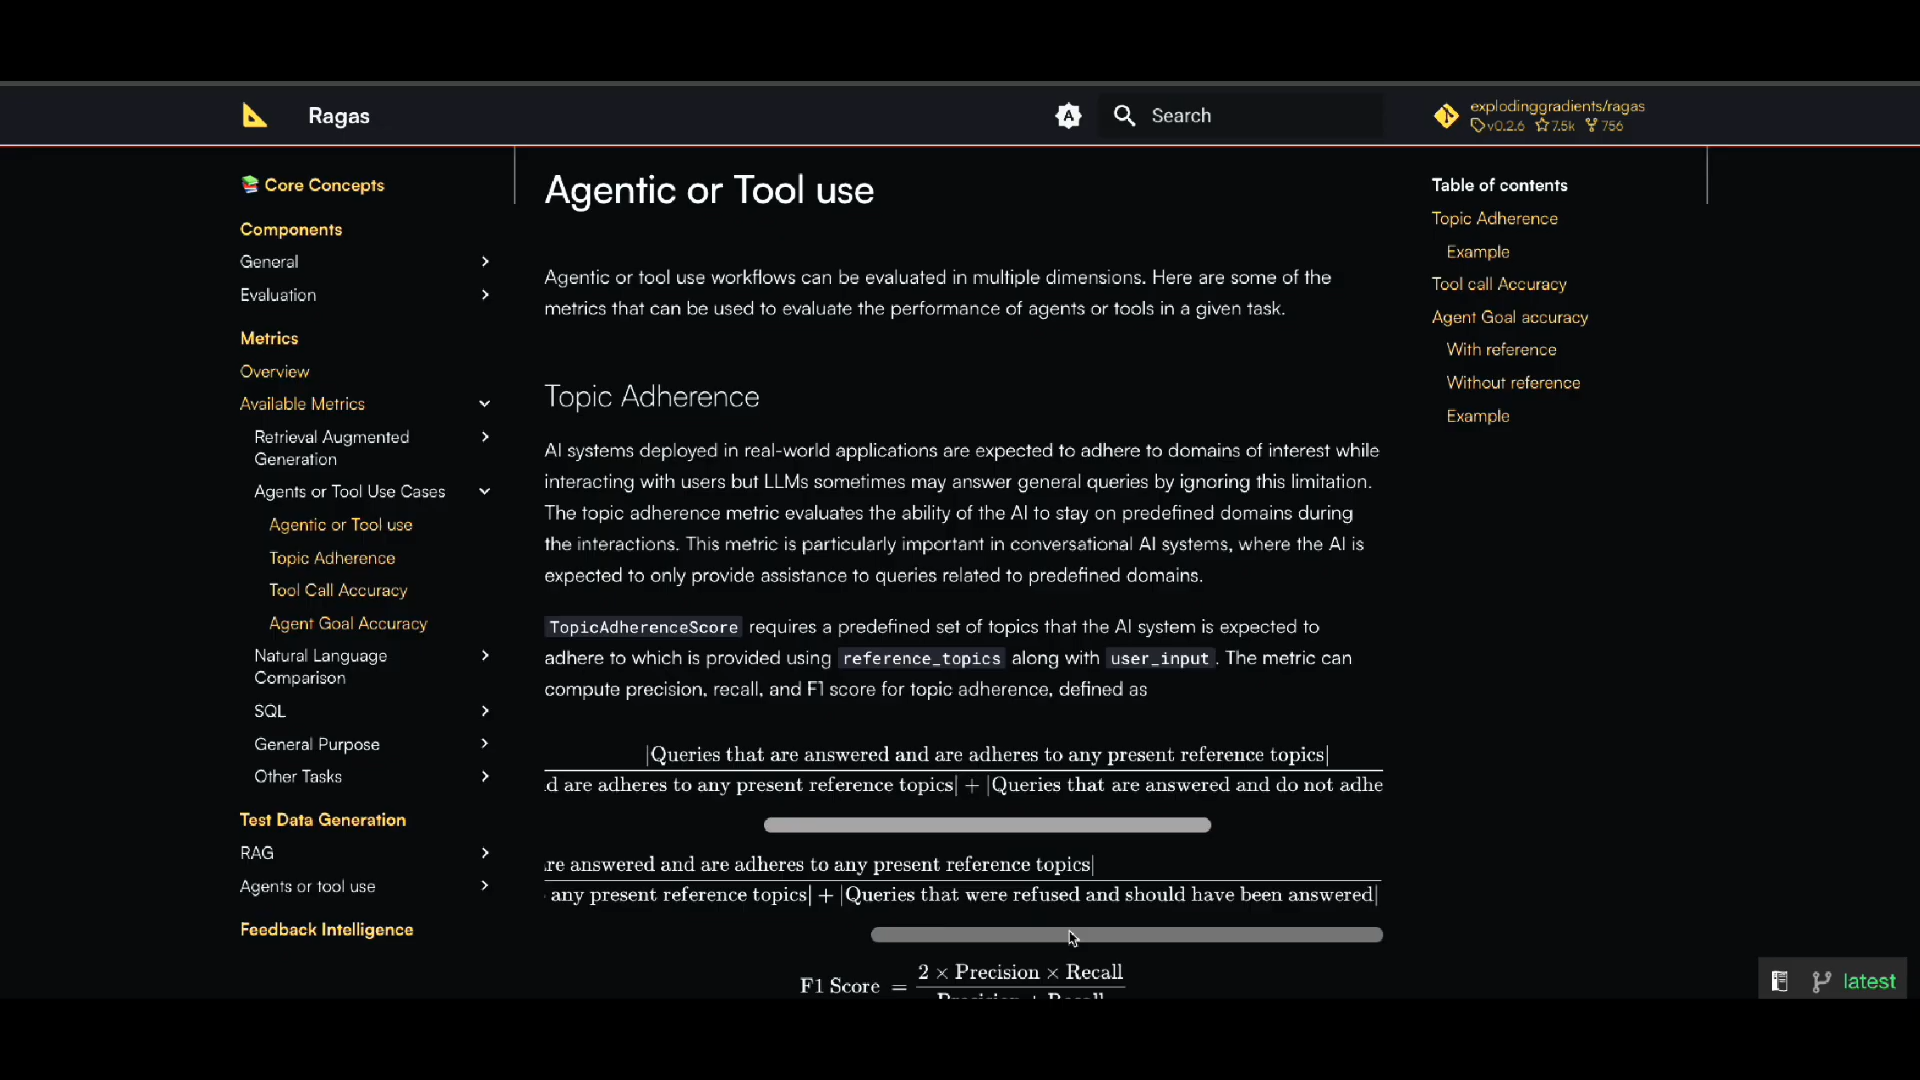 Ragas
Search
explodinggradients/ragas
v0.2.6 7.5k 756
Core Concepts
Components
General
Evaluation
Metrics
Overview
Available Metrics
Retrieval Augmented
Generation
Agents or Tool Use Cases
Agentic or Tool use
Topic Adherence
Tool Call Accuracy
Agent Goal Accuracy
Natural Language
Comparison
SQL
General Purpose
Other Tasks
Test Data Generation
RAG
Agents or tool use
Feedback Intelligence
Agentic or Tool use
Agentic or tool use workflows can be evaluated in multiple dimensions. Here are some of the
metrics that can be used to evaluate the performance of agents or tools in a given task.
Topic Adherence
AI systems deployed in real-world applications are expected to adhere to domains of interest while
interacting with users but LLMs sometimes may answer general queries by ignoring this limitation.
The topic adherence metric evaluates the ability of the AI to stay on predefined domains during
the interactions. This metric is particularly important in conversational AI systems, where the AI is
expected to only provide assistance to queries related to predefined domains.
TopicAdherenceScore requires a predefined set of topics that the AI system is expected to
adhere to which is provided using reference_topics along with user_input. The metric can
compute precision, recall, and F1 score for topic adherence, defined as
|Queries that are answered and are adheres to any present reference topics|
d are adheres to any present reference topics| + |Queries that are answered and do not adhe
re answered and are adheres to any present reference topics|
any present reference topics| + |Queries that were refused and should have been answered|
2 × Precision × Recall
F1 Score =
Precision + Recall
Table of contents
Topic Adherence
Example
Tool call Accuracy
Agent Goal accuracy
With reference
Without reference
Example
latest